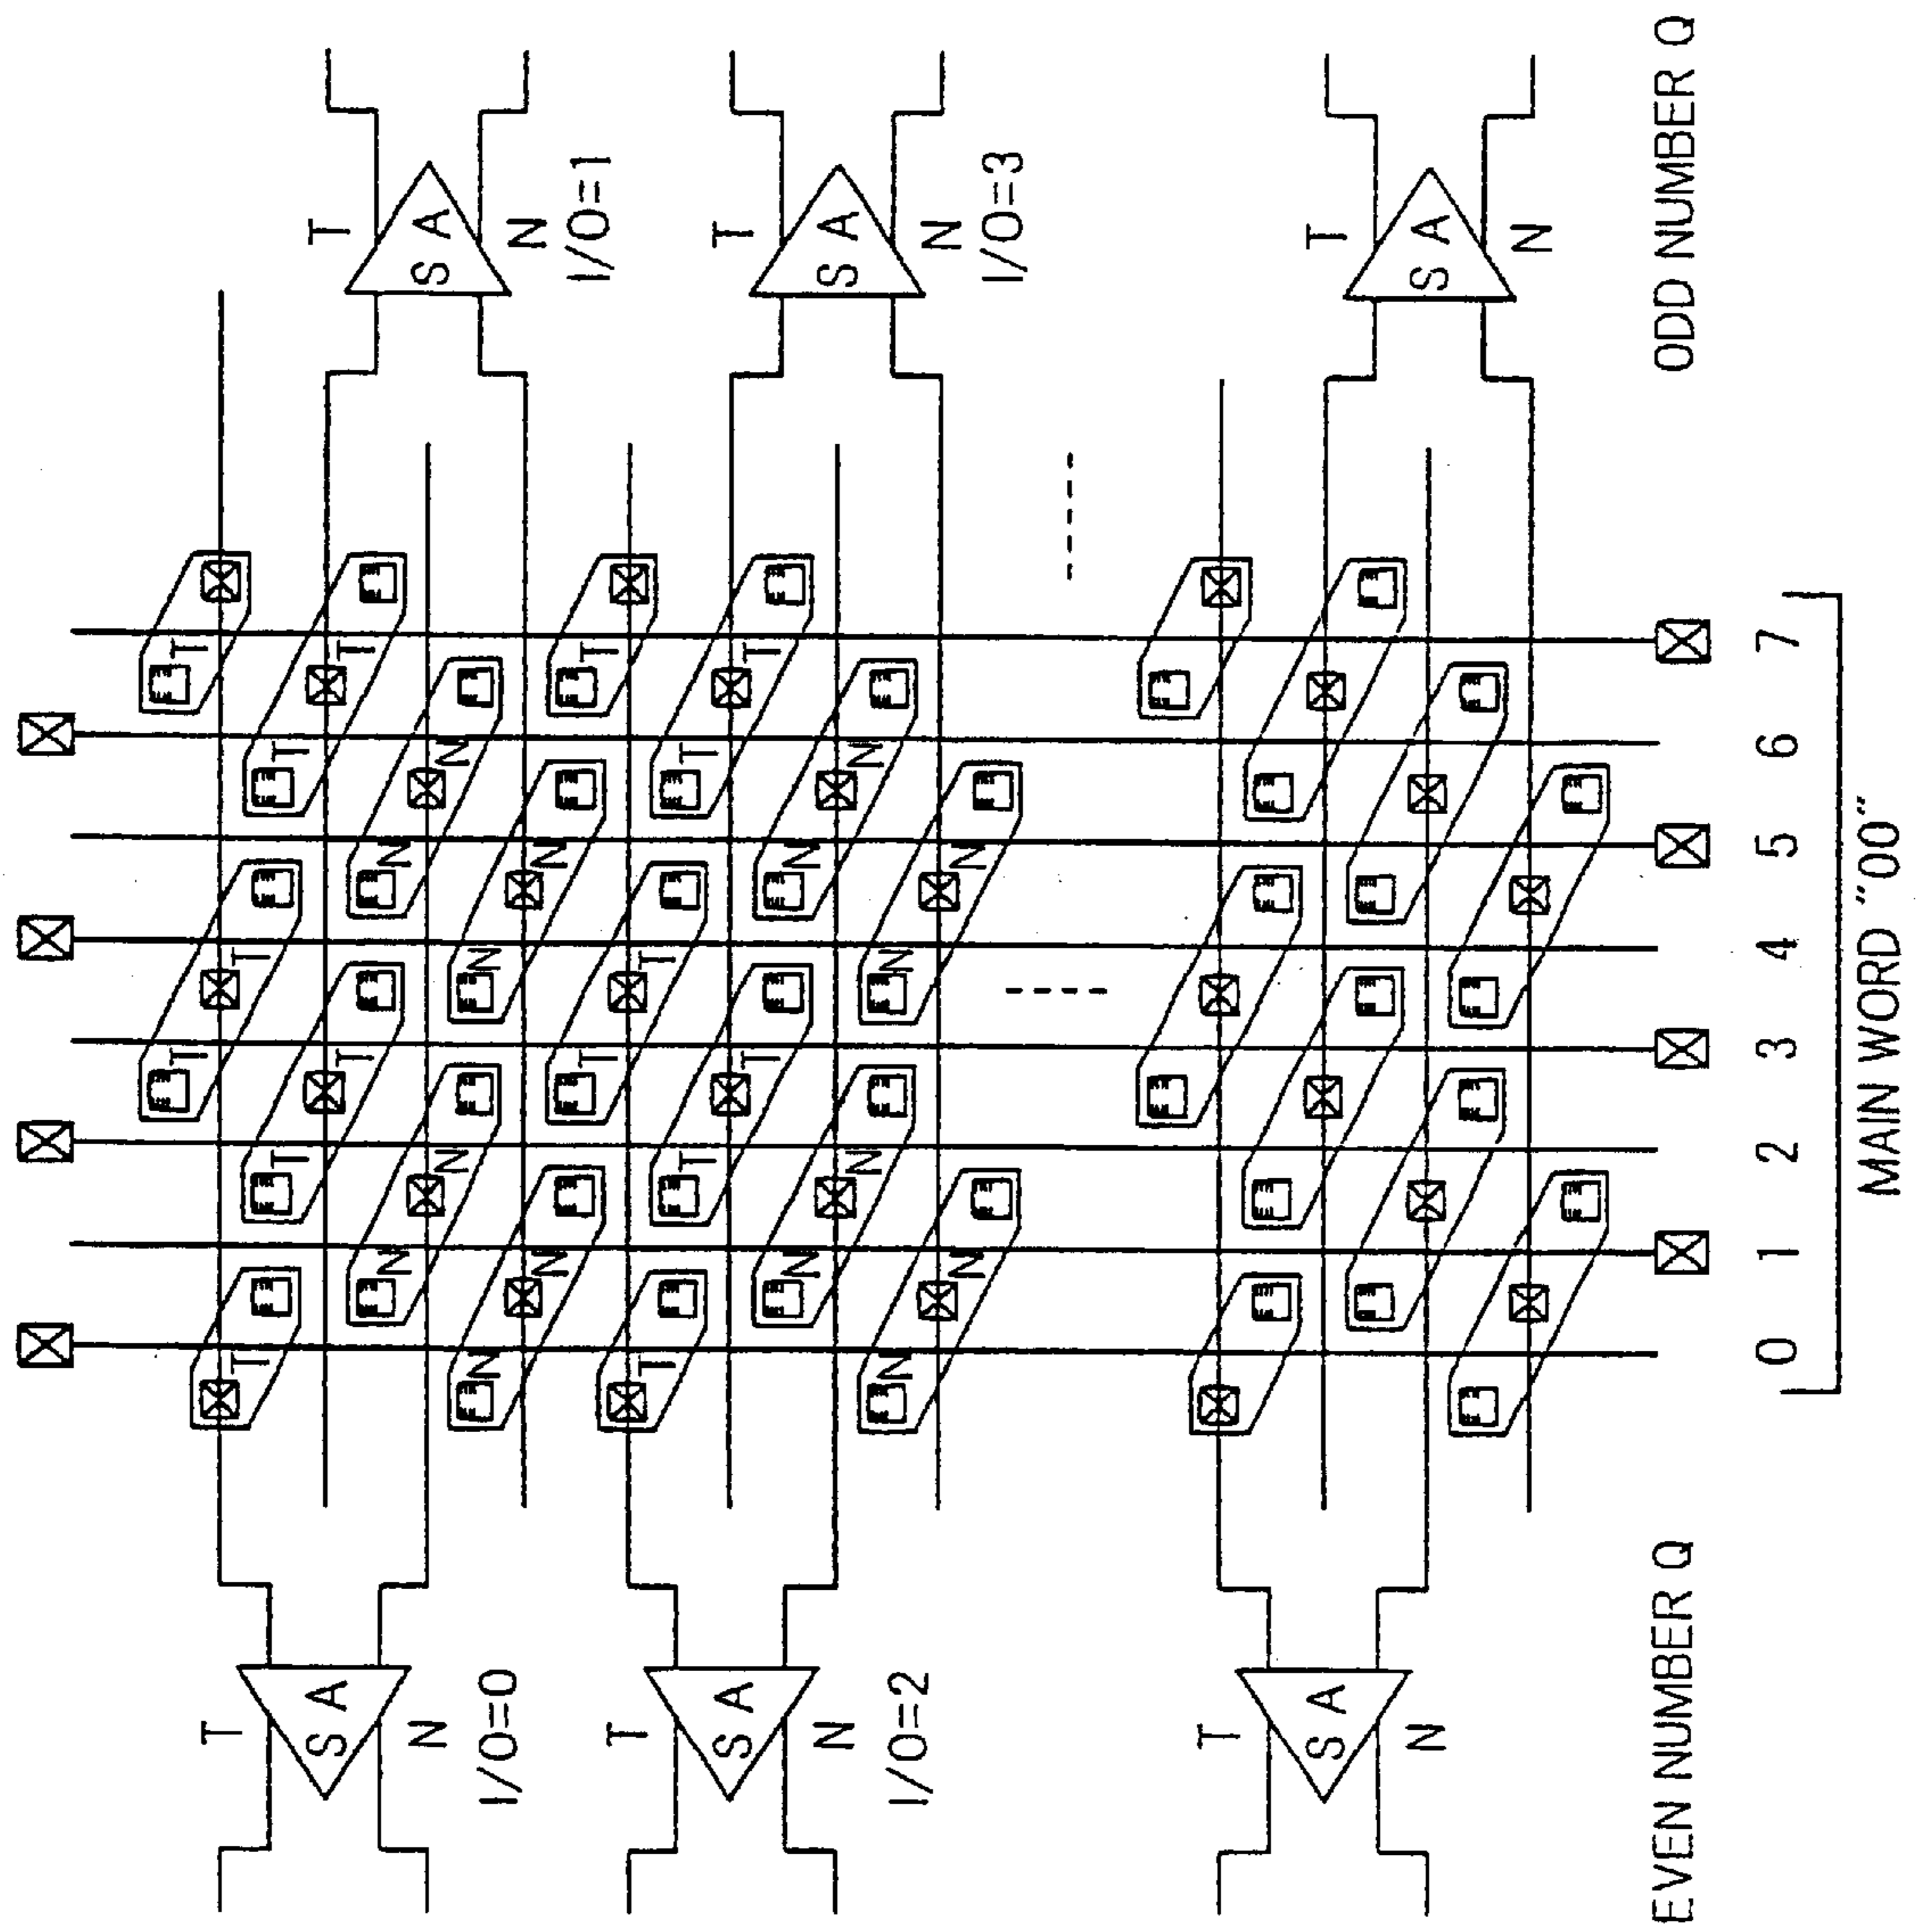 T T
T
T T
T T
S A T
T T
N N
N S A
N N
N N
I/O=0
N
N N
I/O=1
T T
T
T T
T T
S A T
T T
N N
N S A
N N
N N
I/O=2
N
N N
I/O=3
T
S A T
N S A
N
EVEN NUMBER Q ODD NUMBER Q
0 1 2 3 4 5 6 7
MAIN WORD "00"